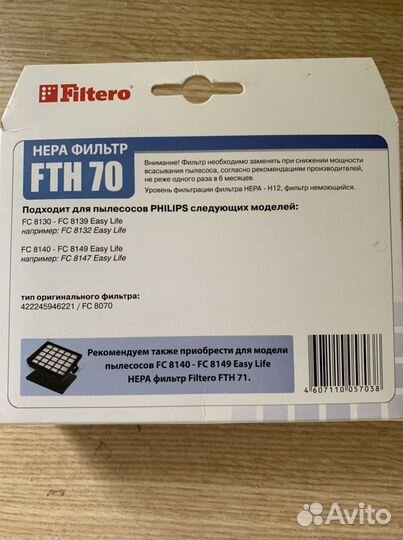 Filtero
НЕРА ФИЛЬТР
FTH 70
Внимание! Фильтр необходимо заменять при снижении мощности
всасывания пылесоса, согласно рекомендациям производителей,
не реже одного раза в 6 месяцев.
Уровень фильтрации фильтра НЕРА - Н12, фильтр немоющийся.
Подходит для пылесосов PHILIPS следующих моделей:
FC 8130 - FC 8139 Easy Life
например: FC 8132 Easy Life
FC 8140 - FC 8149 Easy Life
например: FC 8147 Easy Life
тип оригинального фильтра:
422245946221 / FC 8070
Рекомендуем также приобрести для модели
пылесосов FC 8140 - FC 8149 Easy Life
НЕРА фильтр Filtero FTH 71.
4 607110 057038
Avito